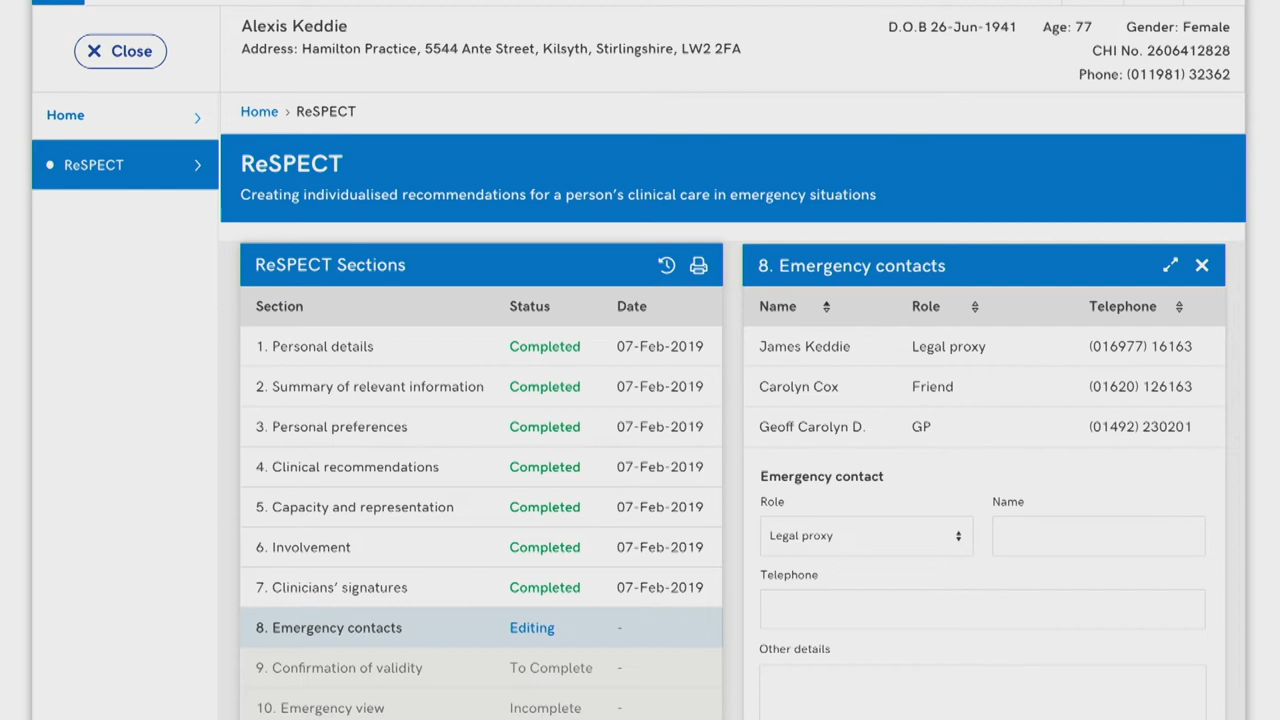 Close
Alexis Keddie
Address: Hamilton Practice, 5544 Ante Street, Kilsyth, Stirlingshire, LW2 2FA
D.O.B 26-Jun-1941 Age: 77 Gender: Female
CHI No. 2606412828
Phone: (011981) 32362
Home
ReSPECT
Home › ReSPECT
ReSPECT
Creating individualised recommendations for a person’s clinical care in emergency situations
ReSPECT Sections
Section Status Date
1. Personal details Completed 07-Feb-2019
2. Summary of relevant information Completed 07-Feb-2019
3. Personal preferences Completed 07-Feb-2019
4. Clinical recommendations Completed 07-Feb-2019
5. Capacity and representation Completed 07-Feb-2019
6. Involvement Completed 07-Feb-2019
7. Clinicians’ signatures Completed 07-Feb-2019
8. Emergency contacts Editing -
9. Confirmation of validity To Complete -
10. Emergency view Incomplete -
8. Emergency contacts
Name Role Telephone
James Keddie Legal proxy (016977) 16163
Carolyn Cox Friend (01620) 126163
Geoff Carolyn D. GP (01492) 230201
Emergency contact
Role Name
Legal proxy
Telephone
Other details